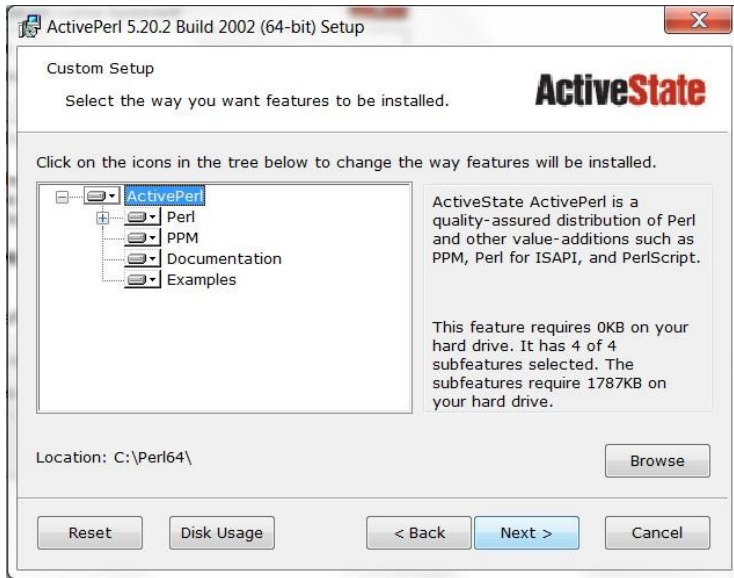 ActivePerl 5.20.2 Build 2002 (64-bit) Setup
X
Custom Setup
Select the way you want features to be installed.
ActiveState
Click on the icons in the tree below to change the way features will be installed.
ActivePerl
Perl
PPM
Documentation
Examples
ActiveState ActivePerl is a
quality-assured distribution of Perl
and other value-additions such as
PPM, Perl for ISAPI, and PerlScript.
This feature requires 0KB on your
hard drive. It has 4 of 4
subfeatures selected. The
subfeatures require 1787KB on
your hard drive.
Location: C:\Perl64\
Browse
Reset
Disk Usage
< Back
Next >
Cancel